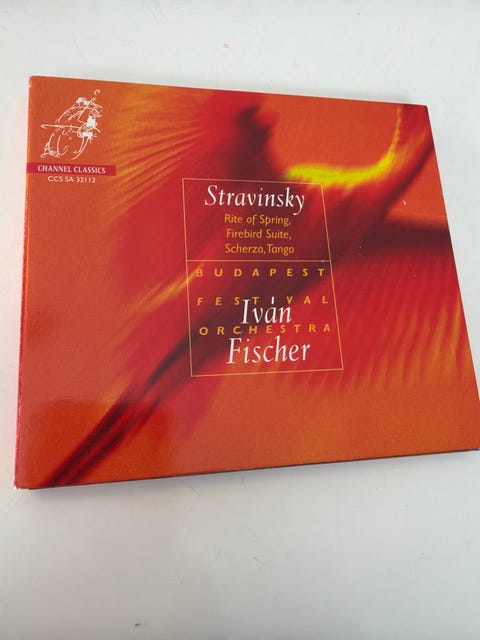 CHANNEL CLASSICS
CCS SA 32112
Stravinsky
Rite of Spring,
Firebird Suite,
Scherzo, Tango
BUDAPEST
FESTIVAL
Iván
ORCHESTRA
Fischer